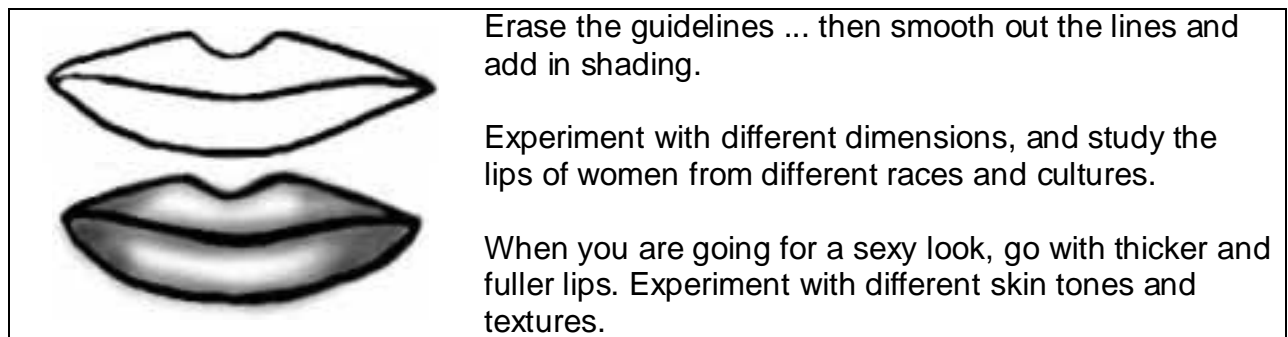 Erase the guidelines ... then smooth out the lines and
add in shading.
Experiment with different dimensions, and study the
lips of women from different races and cultures.
When you are going for a sexy look, go with thicker and
fuller lips. Experiment with different skin tones and
textures.